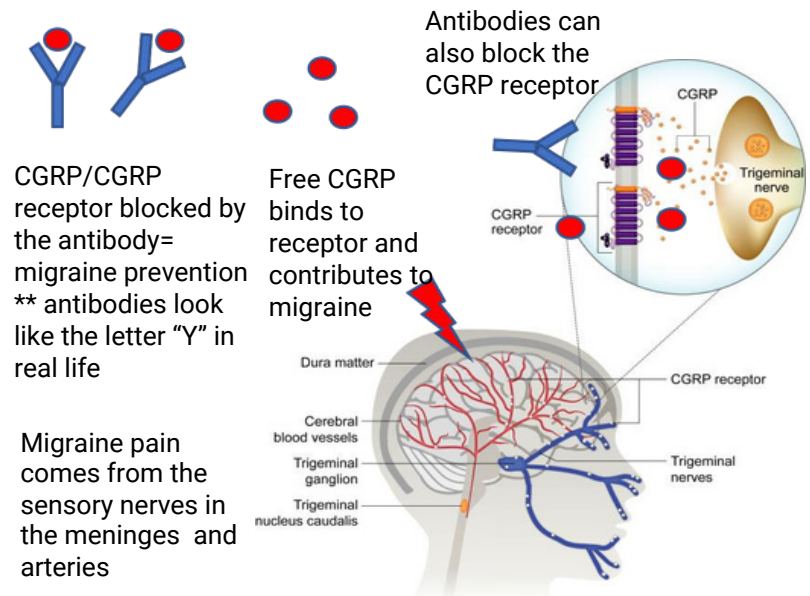 Antibodies can
also block the
CGRP receptor
CGRP
Trigeminal
nerve
CGRP
receptor
CGRP/CGRP
receptor blocked by
the antibody=
migraine prevention
** antibodies look
like the letter “Y” in
real life
Free CGRP
binds to
receptor and
contributes to
migraine
Dura matter
CGRP receptor
Cerebral
blood vessels
Trigeminal
ganglion
Trigeminal
nerves
Trigeminal
nucleus caudalis
Migraine pain
comes from the
sensory nerves in
the meninges and
arteries